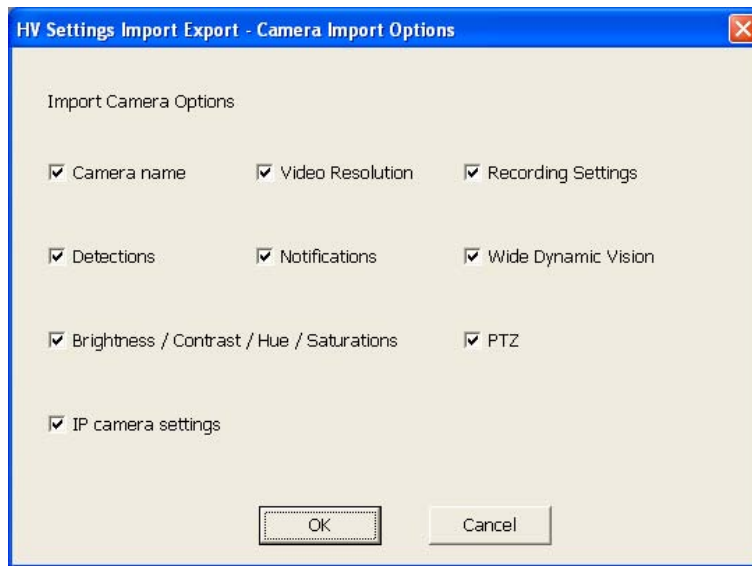 HV Settings Import Export - Camera Import Options
Import Camera Options
Camera name Video Resolution Recording Settings
Detections Notifications Wide Dynamic Vision
Brightness / Contrast / Hue / Saturations PTZ
IP camera settings
OK Cancel